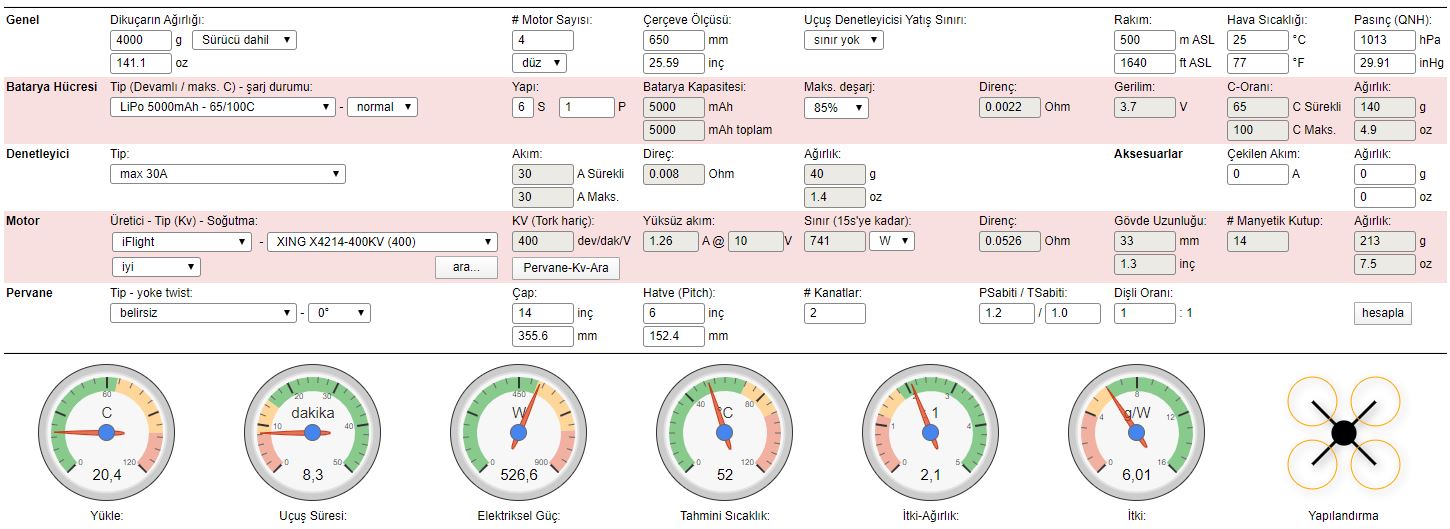 Genel Dikuçarın Ağırlığı: # Motor Sayısı: Çerçeve Ölçüsü: Uçuş Denetleyicisi Yatış Sınırı: Rakım: Hava Sıcaklığı: Pasınç (QNH):
4000 g Sürücü dahil 4 650 mm sınır yok 500 m ASL 25 °C 1013 hPa
141.1 oz düz 25.59 inç 1640 ft ASL 77 °F 29.91 inHg
Batarya Hücresi Tip (Devamlı / maks. C) - şarj durumu: Yapı: Batarya Kapasitesi: Maks. deşarj: Direnç: Gerilim: C-Oranı: Ağırlık:
LiPo 5000mAh - 65/100C - normal 6 S 1 P 5000 mAh 85% 0.0022 Ohm 3.7 V 65 C Sürekli 140 g
5000 mAh toplam 100 C Maks. 4.9 oz
Denetleyici Tip: Akım: Direç: Ağırlık: Aksesuarlar Çekilen Akım: Ağırlık:
max 30A 30 A Sürekli 0.008 Ohm 40 g 0 A 0 g
30 A Maks. 1.4 oz 0 oz
Motor Üretici - Tip (Kv) - Soğutma: KV (Tork hariç): Yüksüz akım: Sınır (15s'ye kadar): Direnç: Gövde Uzunluğu: # Manyetik Kutup: Ağırlık:
iFlight - XING X4214-400KV (400) 400 dev/dak/V 1.26 A @ 10 V 741 W 0.0526 Ohm 33 mm 14 213 g
iyi ara... Pervane-Kv-Ara 1.3 inç 7.5 oz
Pervane Tip - yoke twist: Çap: Hatve (Pitch): # Kanatlar: PSabiti / TSabiti: Dişli Oranı:
belirsiz - 0° 14 inç 6 inç 2 1.2 / 1.0 1 : 1 hesapla
355.6 mm 152.4 mm
60 20 30 450 80 2 8
C dakika W °C : 1 g/W
10 40 3 4 12
0 120 0 50 0 900 0 120 0 5 0 16
20,4 8,3 526,6 52 2,1 6,01
Yükle: Uçuş Süresi: Elektriksel Güç: Tahmini Sıcaklık: İtki-Ağırlık: İtki: Yapılandırma